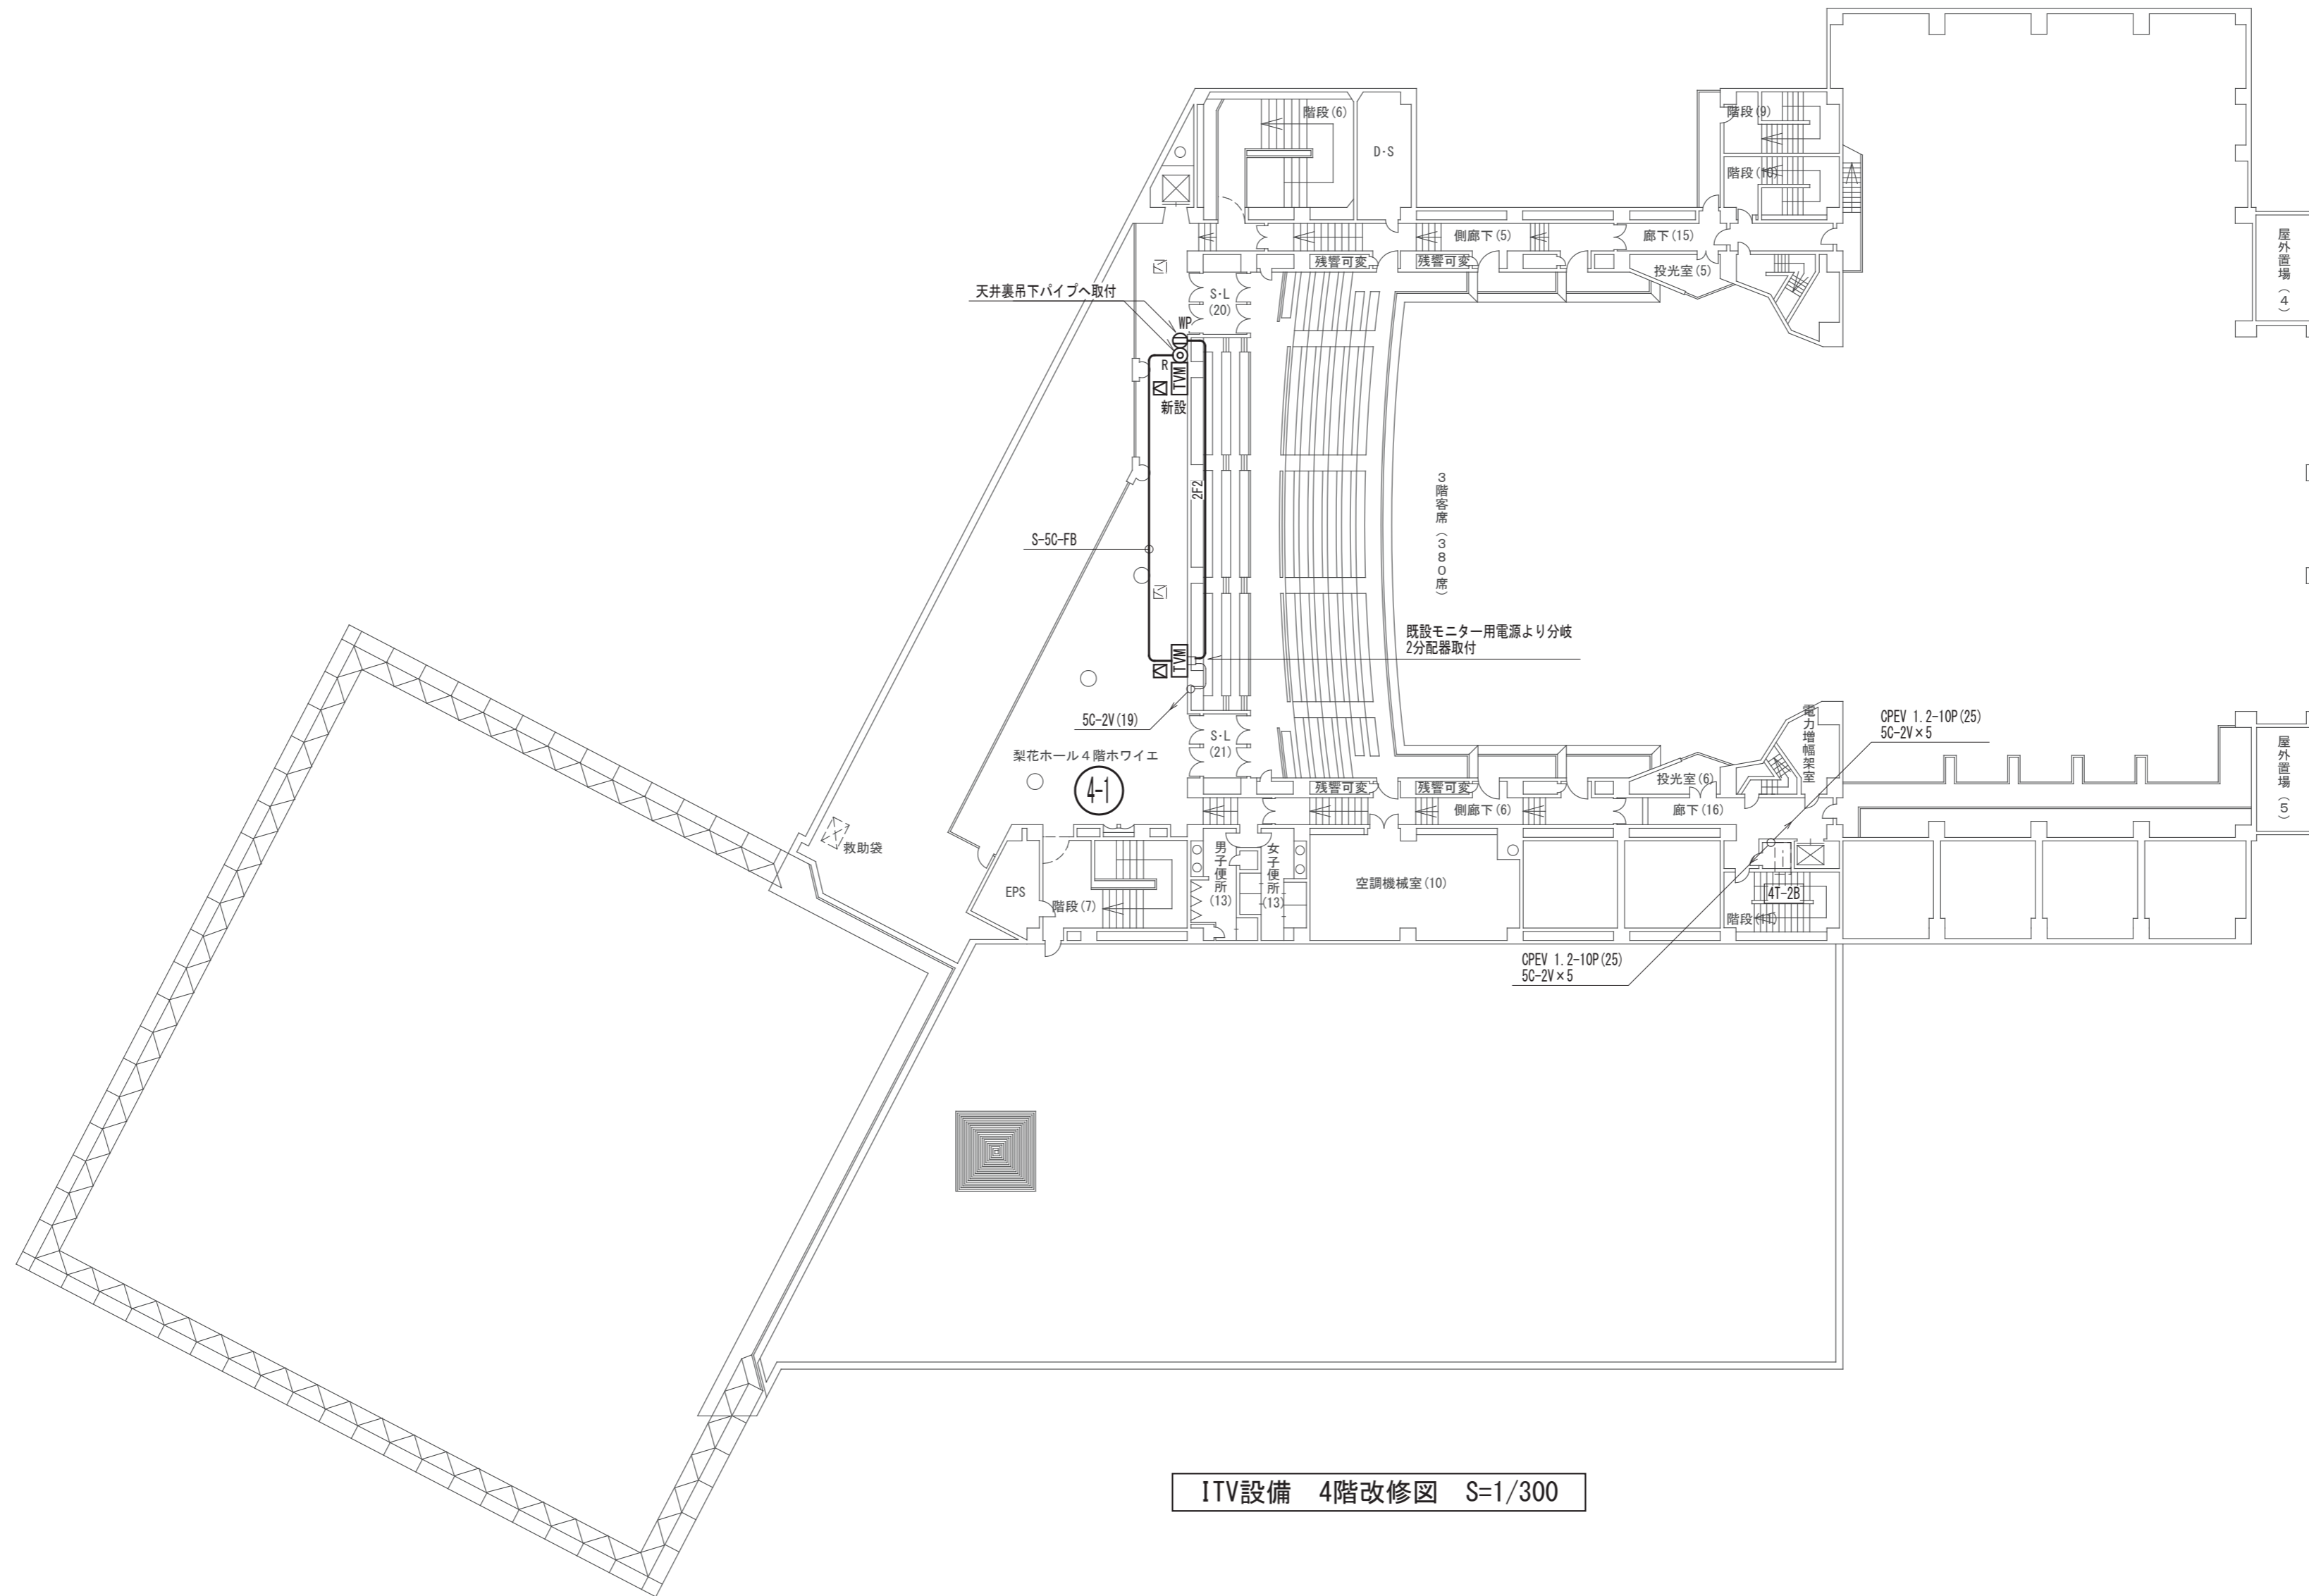 階段(6)
D·S
階段(9)
階段(10)
側廊下(5)
廊下(15)
残響可変
残響可変
投光室(5)
屋外置場(4)
天井裏吊下パイプへ取付
S·L
(20)
WP
R
TVM
新設
2F2
3階客席(380席)
S-5C-FB
既設モニター用電源より分岐
2分配器取付
TVM
5C-2V(19)
S·L
(21)
梨花ホール4階ホワイエ
4-1
電力増幅架室
CPEV 1.2-10P(25)
5C-2V×5
屋外置場(5)
残響可変
残響可変
投光室(6)
側廊下(6)
廊下(16)
救助袋
EPS
階段(7)
男子便所
(13)
女子便所
(13)
空調機械室(10)
4T-2B
階段(11)
CPEV 1.2-10P(25)
5C-2V×5
ITV設備 4階改修図 S=1/300